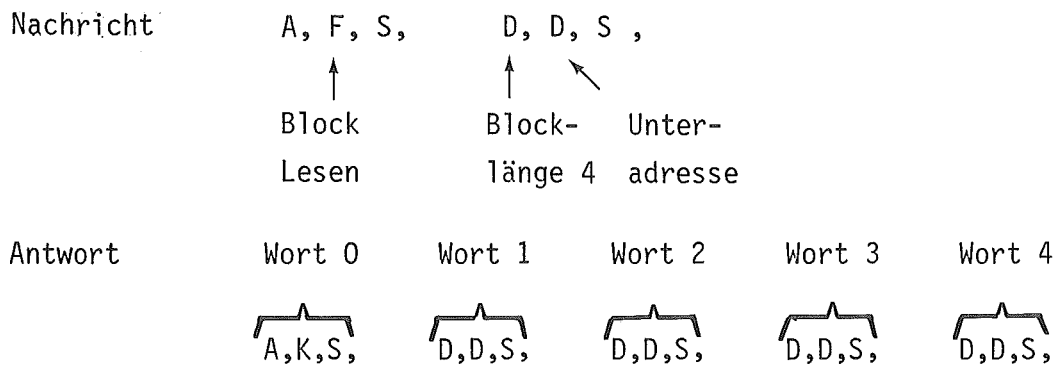 Nachricht A, F, S, D, D, S ,
Block Block- Unter-
Lesen länge 4 adresse
Antwort Wort 0 Wort 1 Wort 2 Wort 3 Wort 4
A,K,S, D,D,S, D,D,S, D,D,S, D,D,S,